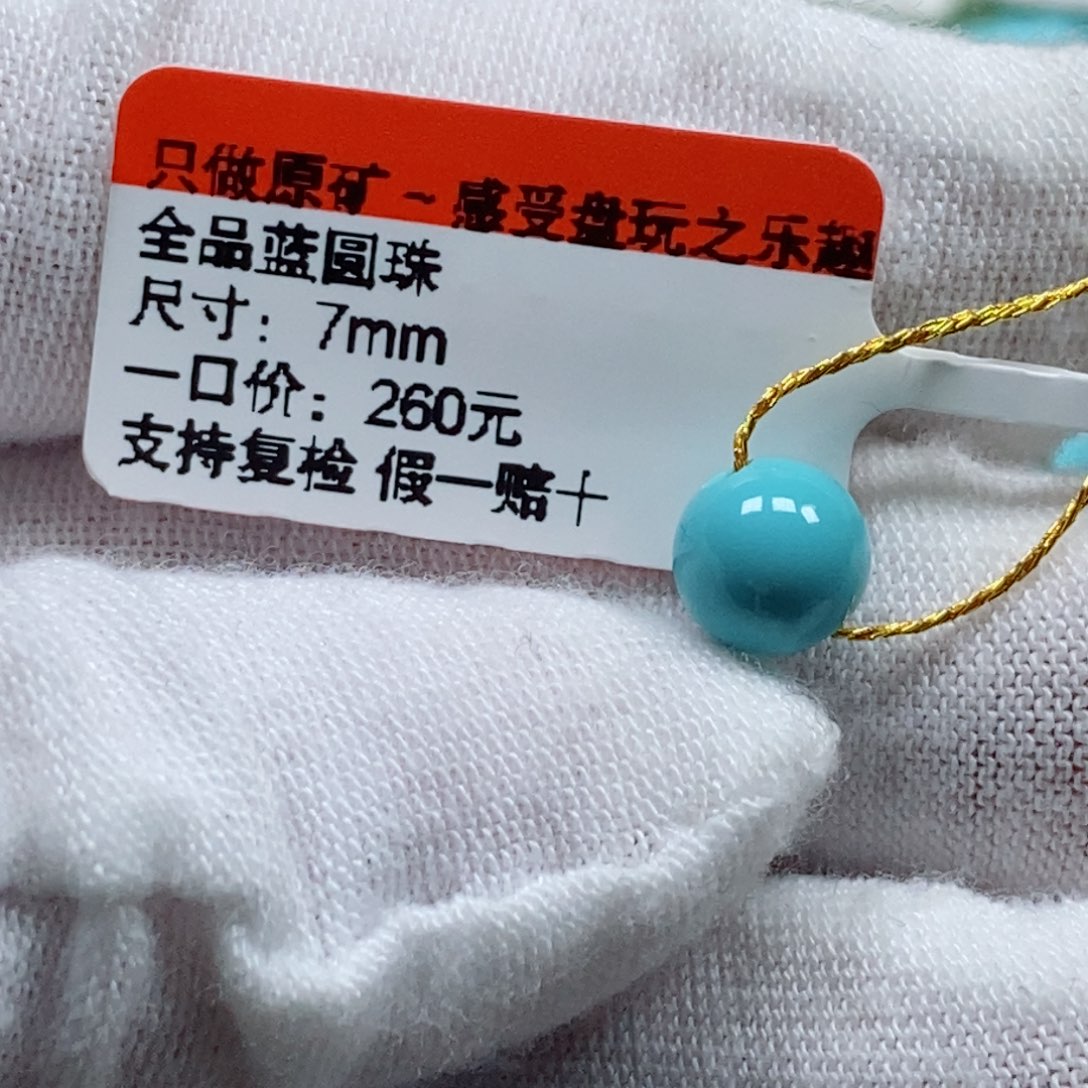 只做原矿~感受盘玩之乐趣
全品蓝圆珠
尺寸：7mm
一口价：260元
支持复检 假一赔十